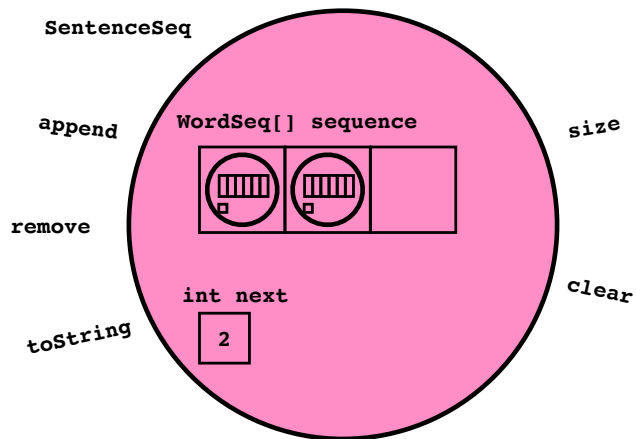 SentenceSeq
append
WordSeq[] sequence
size
remove
int next
clear
toString
2